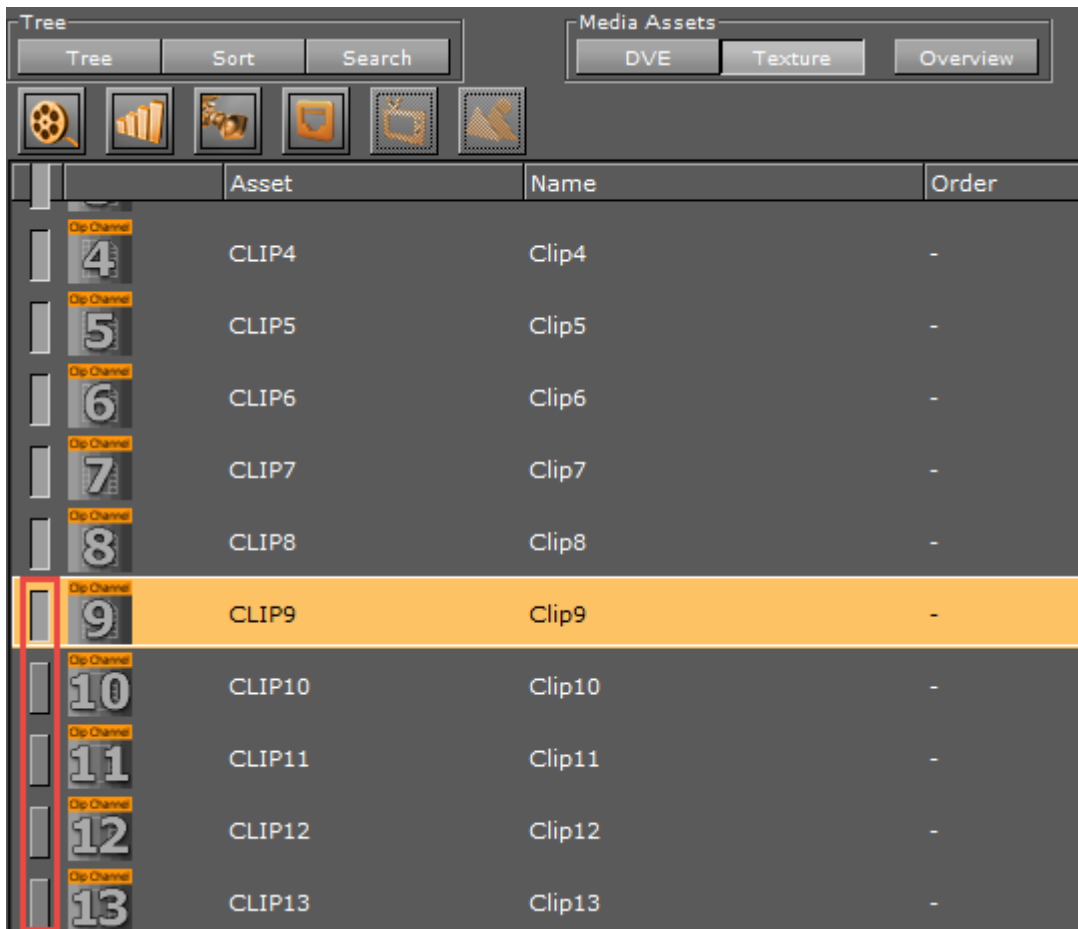 Tree Media Assets
Tree Sort Search DVE Texture Overview
Asset Name Order
Clip Channel
4 CLIP4 Clip4 -
Clip Channel
5 CLIP5 Clip5 -
Clip Channel
6 CLIP6 Clip6 -
Clip Channel
7 CLIP7 Clip7 -
Clip Channel
8 CLIP8 Clip8 -
Clip Channel
9 CLIP9 Clip9 -
Clip Channel
10 CLIP10 Clip10 -
Clip Channel
11 CLIP11 Clip11 -
Clip Channel
12 CLIP12 Clip12 -
Clip Channel
13 CLIP13 Clip13 -